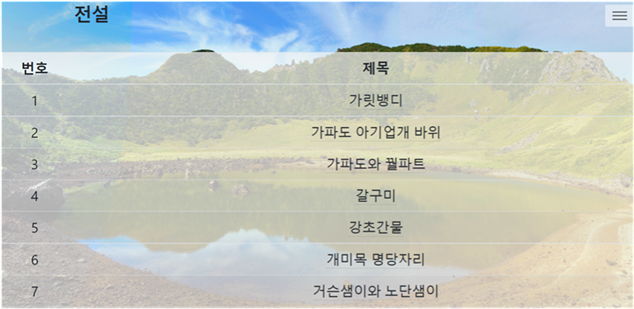 전설
번호 제목
1 가릿뱅디
2 가파도 아기업개 바위
3 가파도와 퀄파트
4 갈구미
5 강초간물
6 개미목 명당자리
7 거슨샘이와 노단샘이